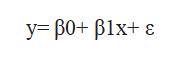 y= β0+ β1x+ ε